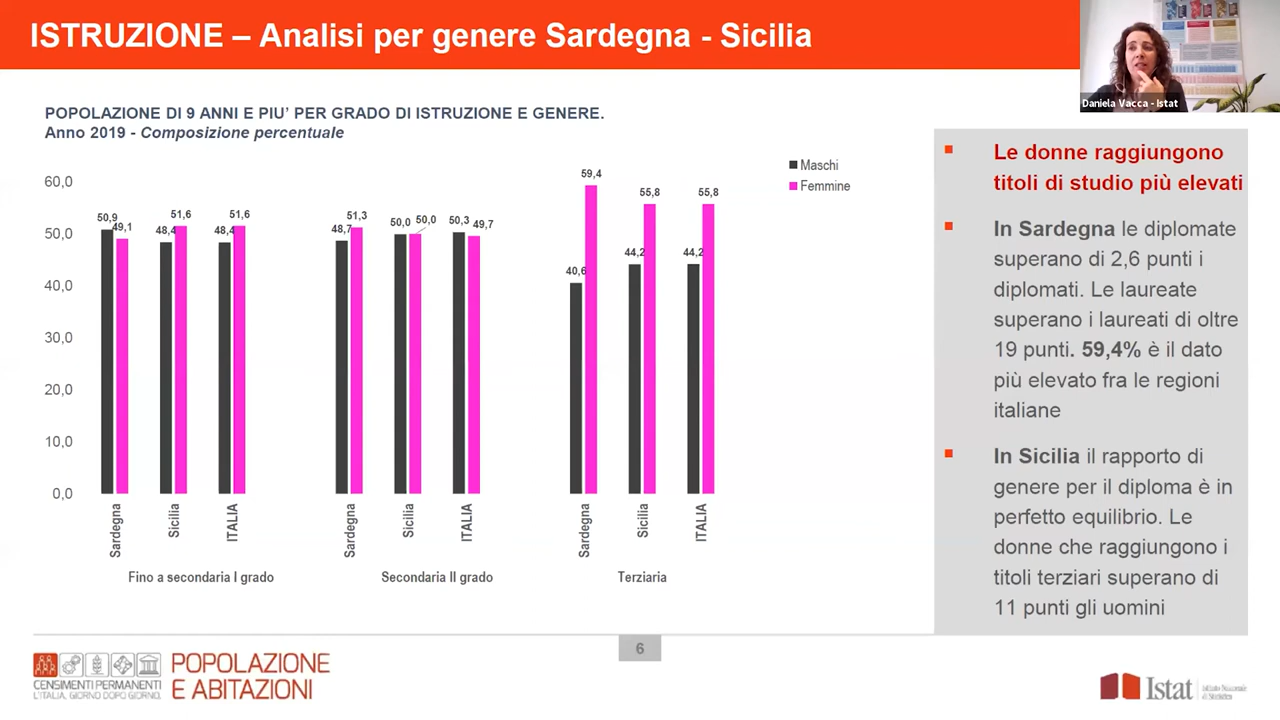 ISTRUZIONE – Analisi per genere Sardegna - Sicilia
Daniela Vacca - Istat
POPOLAZIONE DI 9 ANNI E PIU' PER GRADO DI ISTRUZIONE E GENERE.
Anno 2019 - Composizione percentuale
Maschi
Femmine
60,0
50,0
40,0
30,0
20,0
10,0
0,0
50,9
49,1
48,4
51,6
48,4
51,6
48,7
51,3
50,0
50,0
50,3
49,7
40,6
59,4
44,2
55,8
44,2
55,8
Sardegna
Sicilia
ITALIA
Sardegna
Sicilia
ITALIA
Sardegna
Sicilia
ITALIA
Fino a secondaria I grado
Secondaria II grado
Terziaria
Le donne raggiungono
titoli di studio più elevati
In Sardegna le diplomate
superano di 2,6 punti i
diplomati. Le laureate
superano i laureati di oltre
19 punti. 59,4% è il dato
più elevato fra le regioni
italiane
In Sicilia il rapporto di
genere per il diploma è in
perfetto equilibrio. Le
donne che raggiungono i
titoli terziari superano di
11 punti gli uomini
6
CENSIMENTI PERMANENTI
L'ITALIA, GIORNO DOPO GIORNO.
POPOLAZIONE
E ABITAZIONI
Istat
Istituto Nazionale
di Statistica